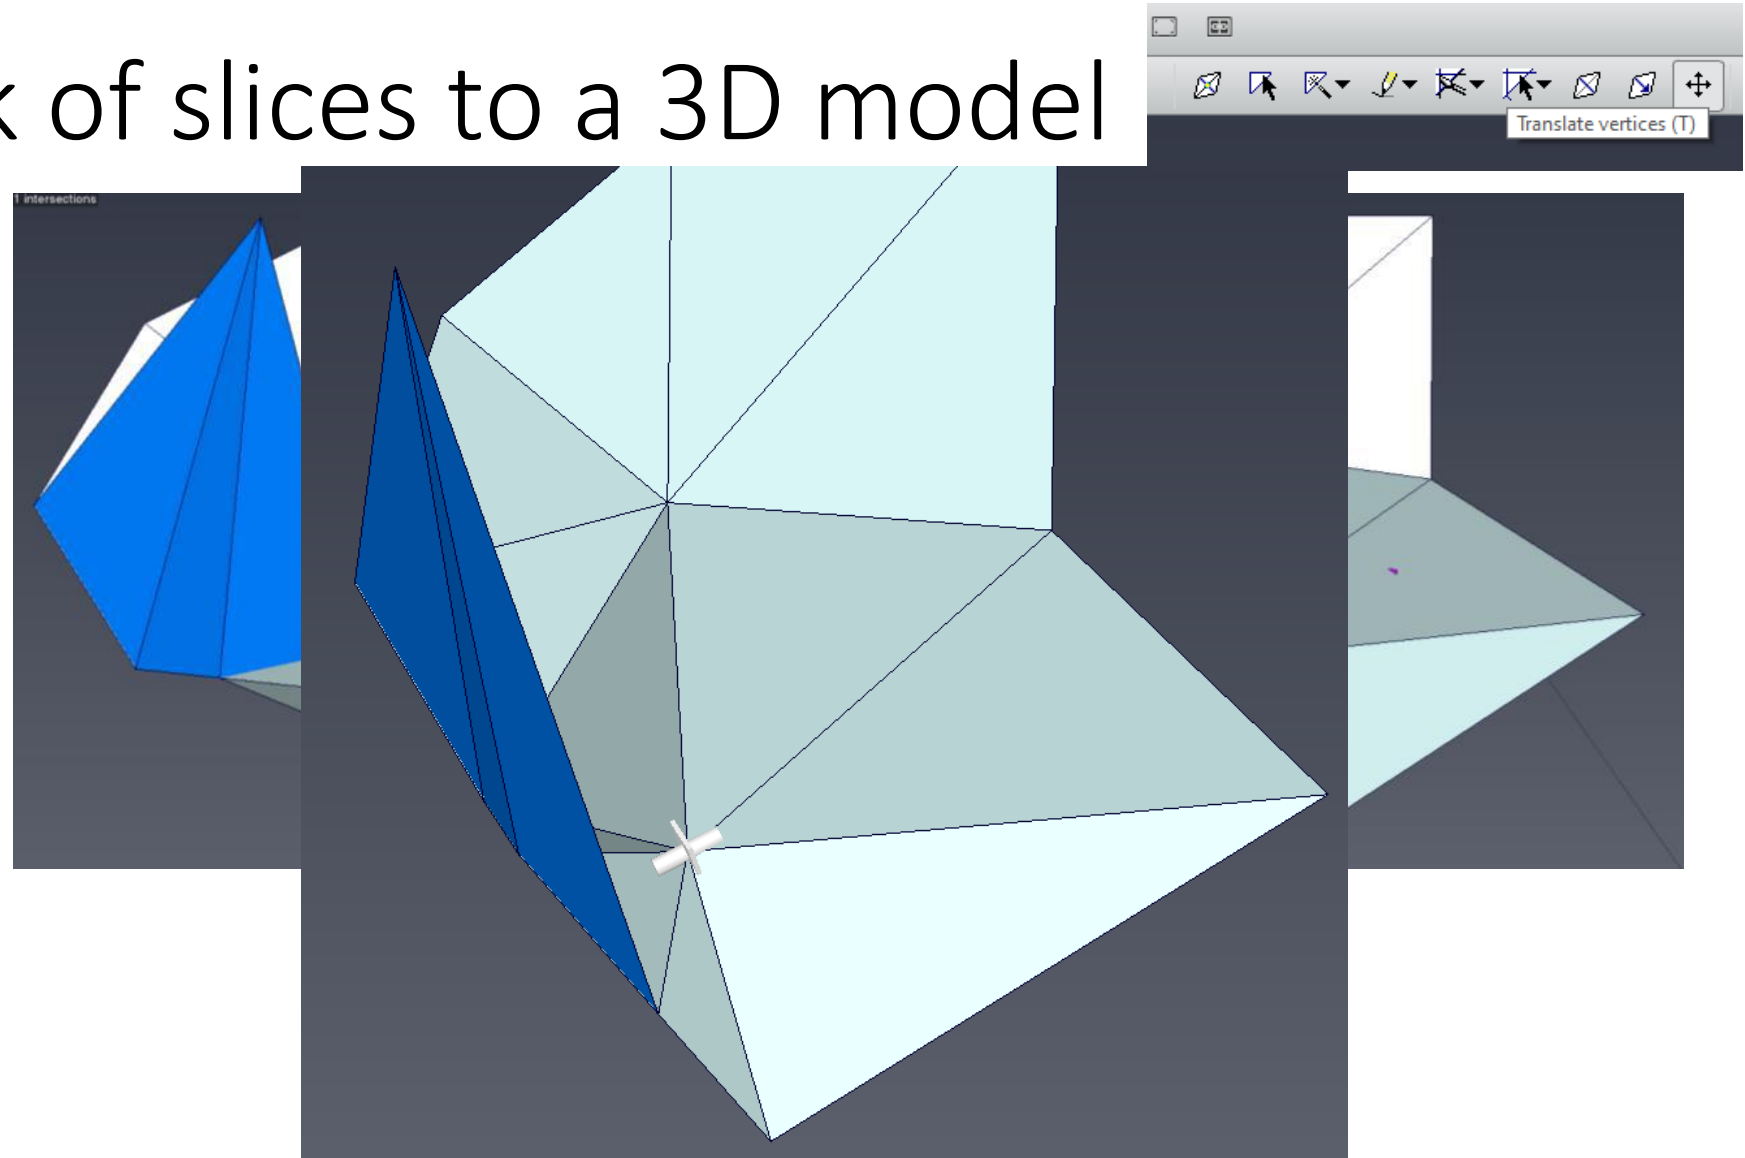 k of slices to a 3D model
Translate vertices (T)
1 intersections